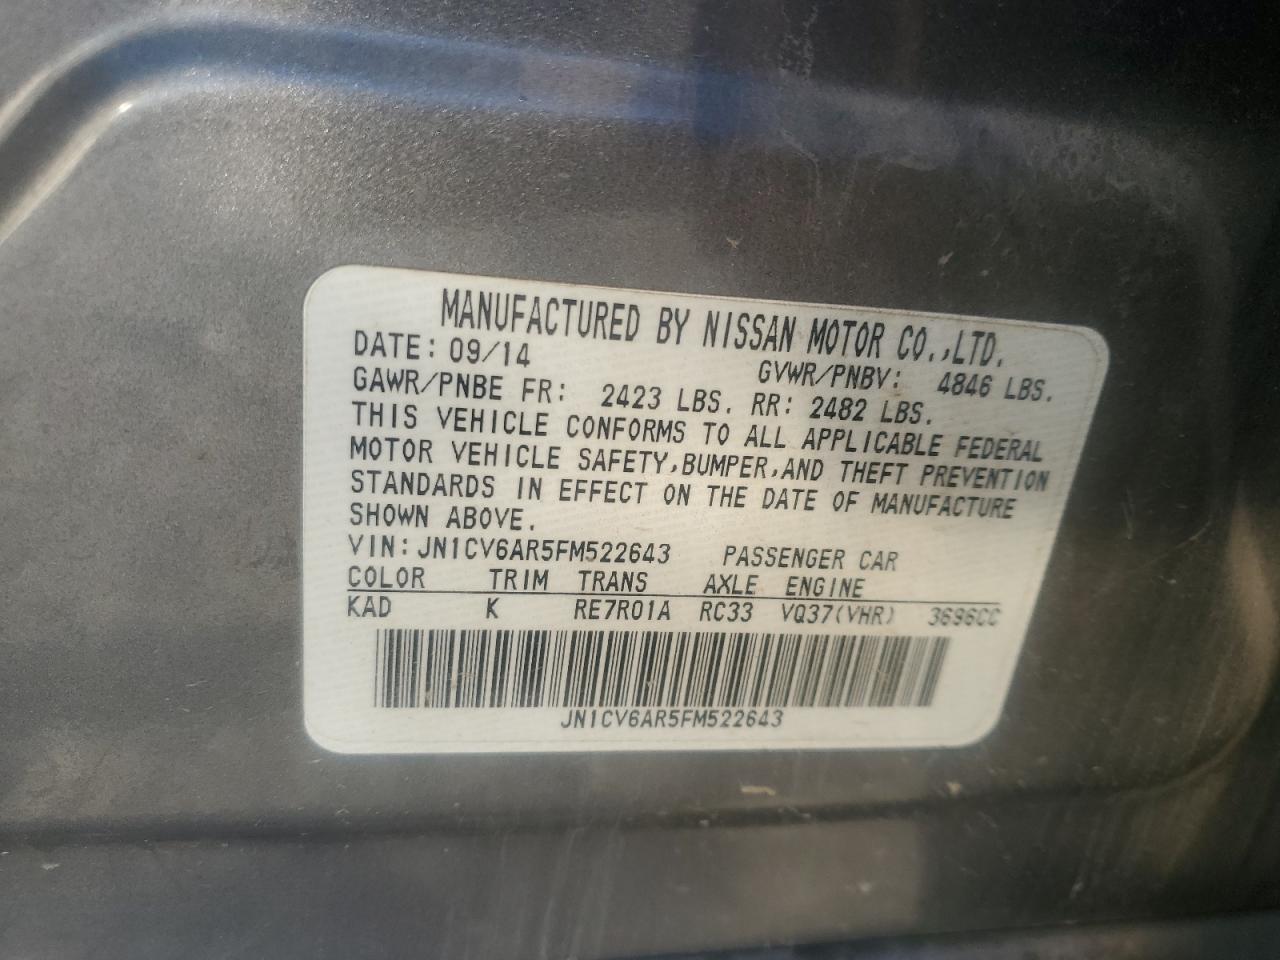 MANUFACTURED BY NISSAN MOTOR CO.,LTD.
DATE: 09/14 GVWR/PNBV: 4846 LBS.
GAWR/PNBE FR: 2423 LBS. RR: 2482 LBS.
THIS VEHICLE CONFORMS TO ALL APPLICABLE FEDERAL
MOTOR VEHICLE SAFETY,BUMPER,AND THEFT PREVENTION
STANDARDS IN EFFECT ON THE DATE OF MANUFACTURE
SHOWN ABOVE.
VIN: JN1CV6AR5FM522643 PASSENGER CAR
COLOR TRIM TRANS AXLE ENGINE
KAD K RE7R01A RC33 VQ37(VHR) 3696CC
JN1CV6AR5FM522643